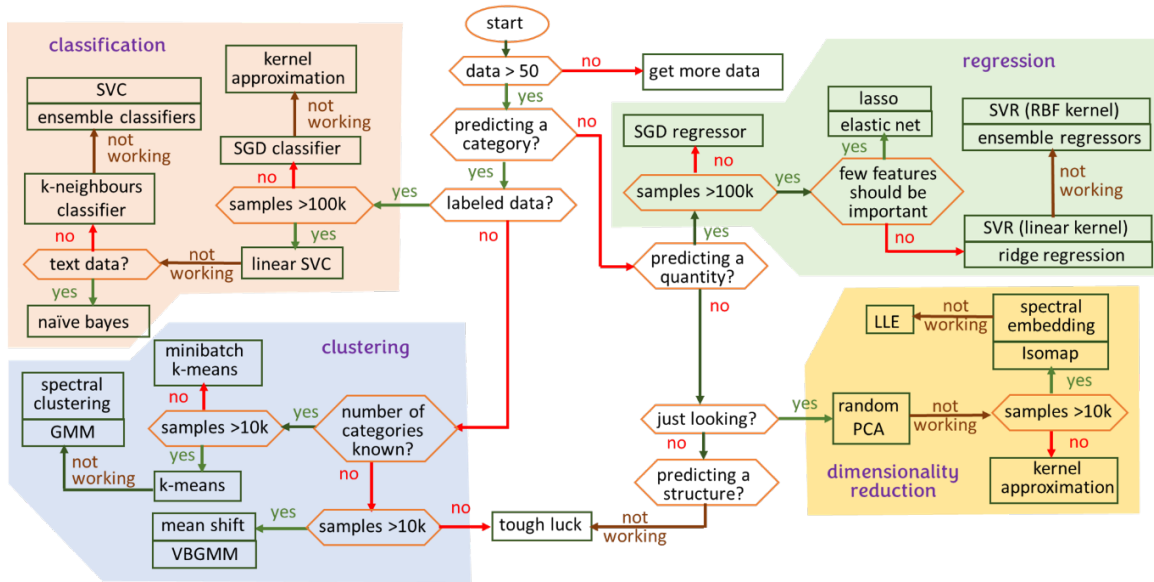 start
data > 50
no
get more data
yes
predicting a
category?
no
yes
labeled data?
yes
no
classification
kernel
approximation
not
working
SGD classifier
no
samples >100k
yes
linear SVC
not
working
text data?
no
k-neighbours
classifier
not
working
SVC
ensemble classifiers
yes
naïve bayes
regression
SGD regressor
no
samples >100k
yes
yes
few features
should be
important
yes
lasso
elastic net
no
SVR (linear kernel)
ridge regression
not
working
SVR (RBF kernel)
ensemble regressors
predicting a
quantity?
no
clustering
minibatch
k-means
no
samples >10k
yes
number of
categories
known?
yes
k-means
not
working
spectral
clustering
GMM
no
samples >10k
yes
mean shift
VBGMM
no
tough luck
not
working
just looking?
no
predicting a
structure?
yes
random
PCA
not
working
samples >10k
yes
spectral
embedding
Isomap
not
working
LLE
no
kernel
approximation
dimensionality
reduction